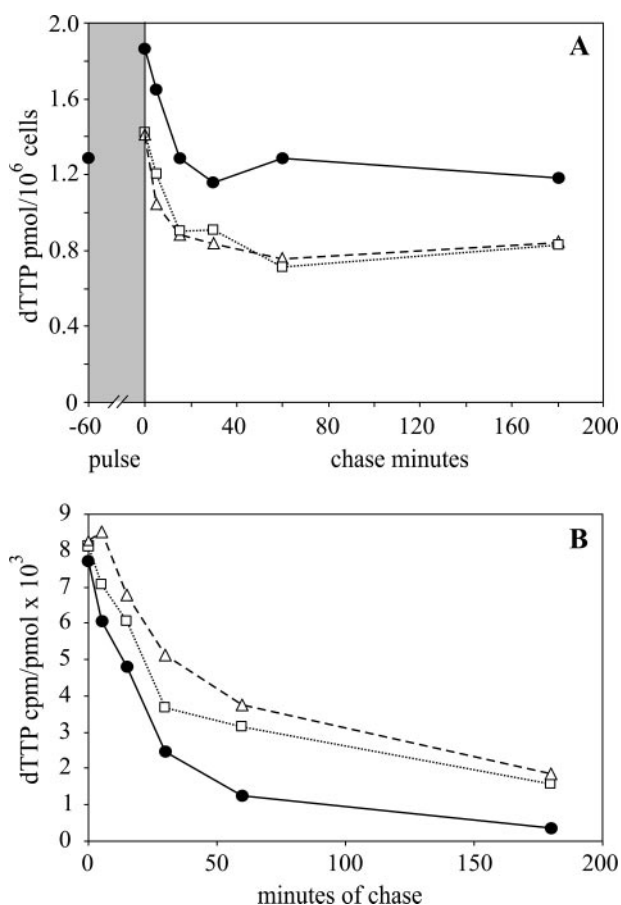 A
2.0
1.6
1.2
0.8
0.4
0
dTTP pmol/10⁶ cells
-60 0 40 80 120 160 200
pulse chase minutes
B
9
8
7
6
5
4
3
2
1
0
dTTP cpm/pmol x 10³
0 50 100 150 200
minutes of chase